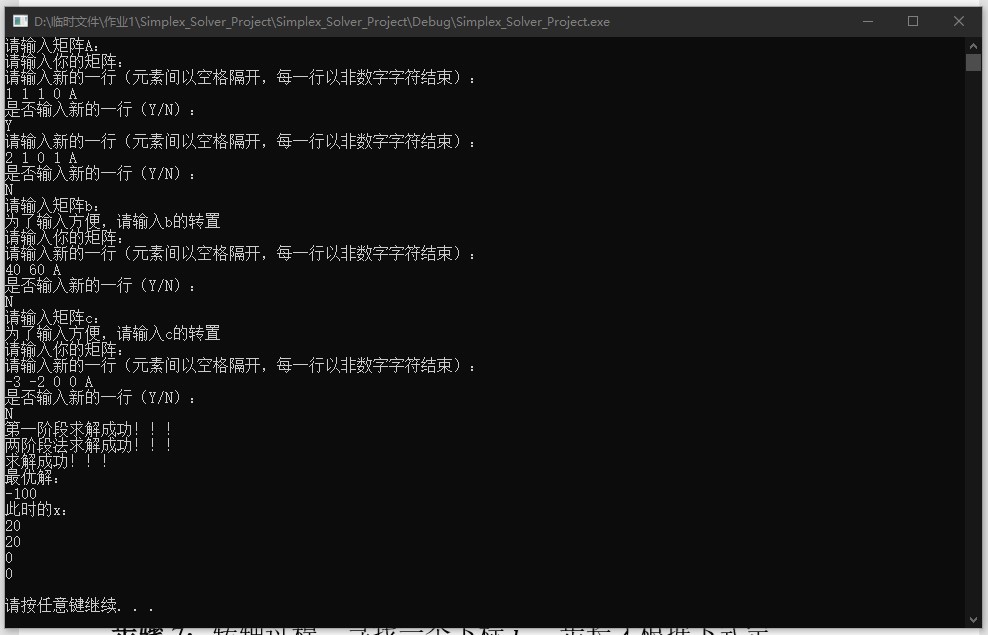 D:\临时文件\作业1\Simplex_Solver_Project\Simplex_Solver_Project\Debug\Simplex_Solver_Project.exe
请输入矩阵A:
请输入你的矩阵:
请输入新的一行（元素间以空格隔开，每一行以非数字字符结束）:
1 1 1 0 A
是否输入新的一行（Y/N）:
Y
请输入新的一行（元素间以空格隔开，每一行以非数字字符结束）:
2 1 0 1 A
是否输入新的一行（Y/N）:
N
请输入矩阵b:
为了输入方便，请输入b的转置
请输入你的矩阵:
请输入新的一行（元素间以空格隔开，每一行以非数字字符结束）:
40 60 A
是否输入新的一行（Y/N）:
N
请输入矩阵c:
为了输入方便，请输入c的转置
请输入你的矩阵:
请输入新的一行（元素间以空格隔开，每一行以非数字字符结束）:
-3 -2 0 0 A
是否输入新的一行（Y/N）:
N
第一阶段求解成功！！！
两阶段法求解成功！！！
求解成功！！！
最优解:
-100
此时的x:
20
20
0
0
请按任意键继续. . .